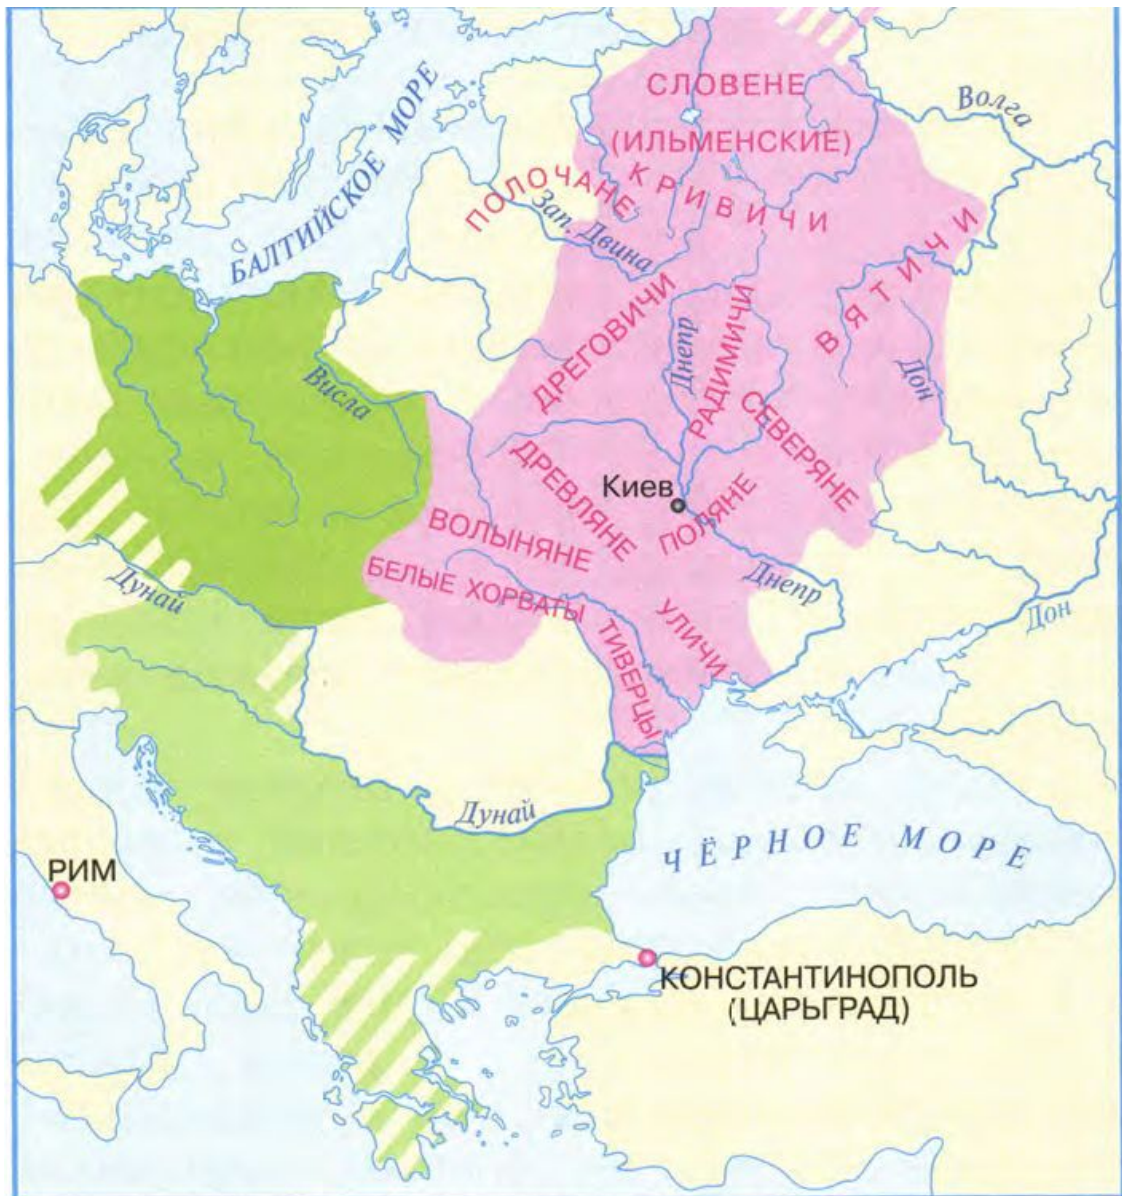 СЛОВЕНЕ
(ИЛЬМЕНСКИЕ)
Волга
БАЛТИЙСКОЕ МОРЕ
ПОЛОЧАНЕ
КРИВИЧИ
Зап. Двина
ВЯТИЧИ
ДРЕГОВИЧИ
Днепр
РАДИМИЧИ
Дон
Висла
СЕВЕРЯНЕ
Киев
ДРЕВЛЯНЕ
ПОЛЯНЕ
ВОЛЫНЯНЕ
БЕЛЫЕ ХОРВАТЫ
Дунай
Днепр
УЛИЧИ
Дон
ТИВЕРЦЫ
Дунай
ЧЁРНОЕ МОРЕ
РИМ
КОНСТАНТИНОПОЛЬ
(ЦАРЬГРАД)